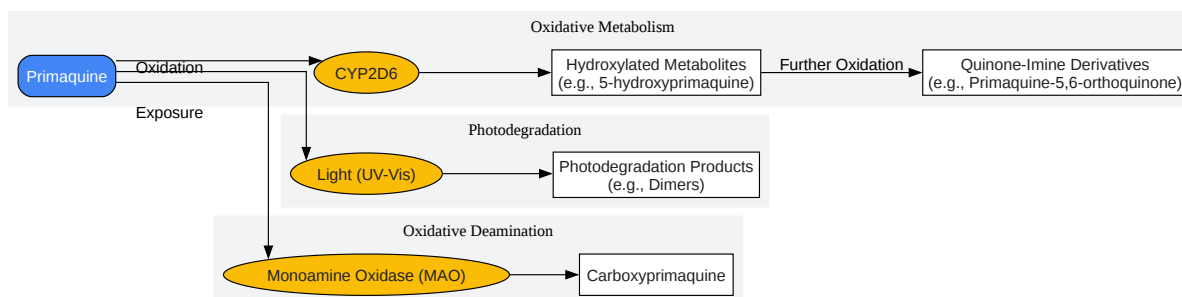 Oxidative Metabolism
Primaquine
Oxidation
CYP2D6
Hydroxylated Metabolites
(e.g., 5-hydroxyprimaquine)
Further Oxidation
Quinone-Imine Derivatives
(e.g., Primaquine-5,6-orthoquinone)
Exposure
Photodegradation
Light (UV-Vis)
Photodegradation Products
(e.g., Dimers)
Oxidative Deamination
Monoamine Oxidase (MAO)
Carboxyprimaquine